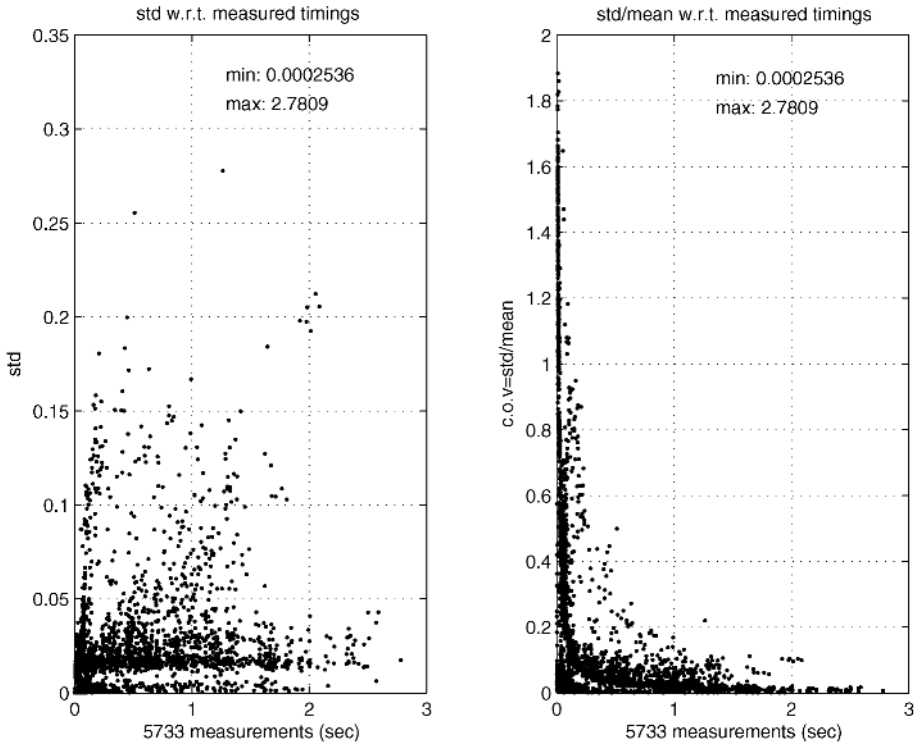 std w.r.t. measured timings
0.35
0.3
0.25
0.2
0.15
0.1
0.05
0
std
min: 0.0002536
max: 2.7809
0 1 2 3
5733 measurements (sec)
std/mean w.r.t. measured timings
2
1.8
1.6
1.4
1.2
1
0.8
0.6
0.4
0.2
0
c.o.v=std/mean
min: 0.0002536
max: 2.7809
0 1 2 3
5733 measurements (sec)